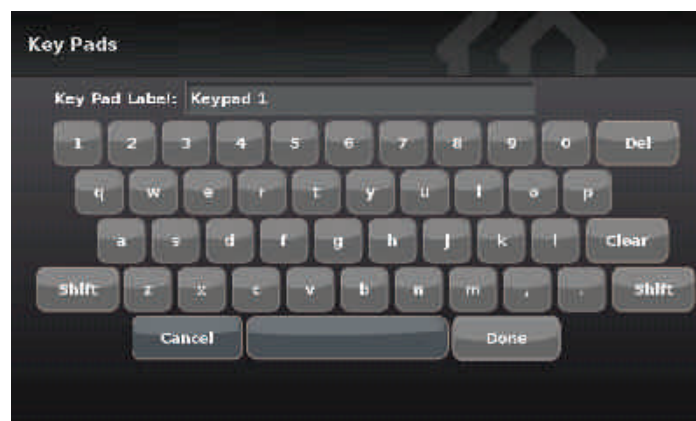 Key Pads
Key Pad Label: Keypad 1
1 2 3 4 5 6 7 8 9 0 Del
q w e r t y u i o p
a s d f g h j k l Clear
Shift z x c v b n m , . Shift
Cancel Done